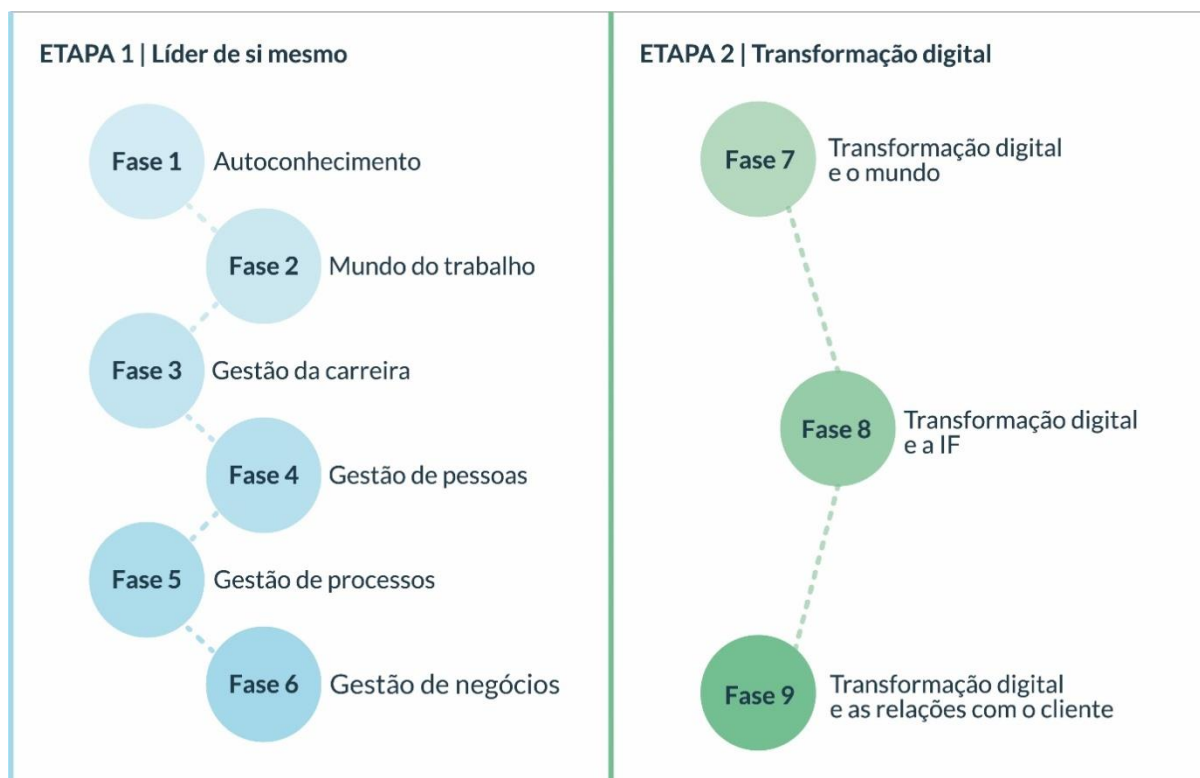 ETAPA 1 | Líder de si mesmo
Fase 1
Autoconhecimento
Fase 2
Mundo do trabalho
Fase 3
Gestão da carreira
Fase 4
Gestão de pessoas
Fase 5
Gestão de processos
Fase 6
Gestão de negócios
ETAPA 2 | Transformação digital
Fase 7
Transformação digital
e o mundo
Fase 8
Transformação digital
e a IF
Fase 9
Transformação digital
e as relações com o cliente